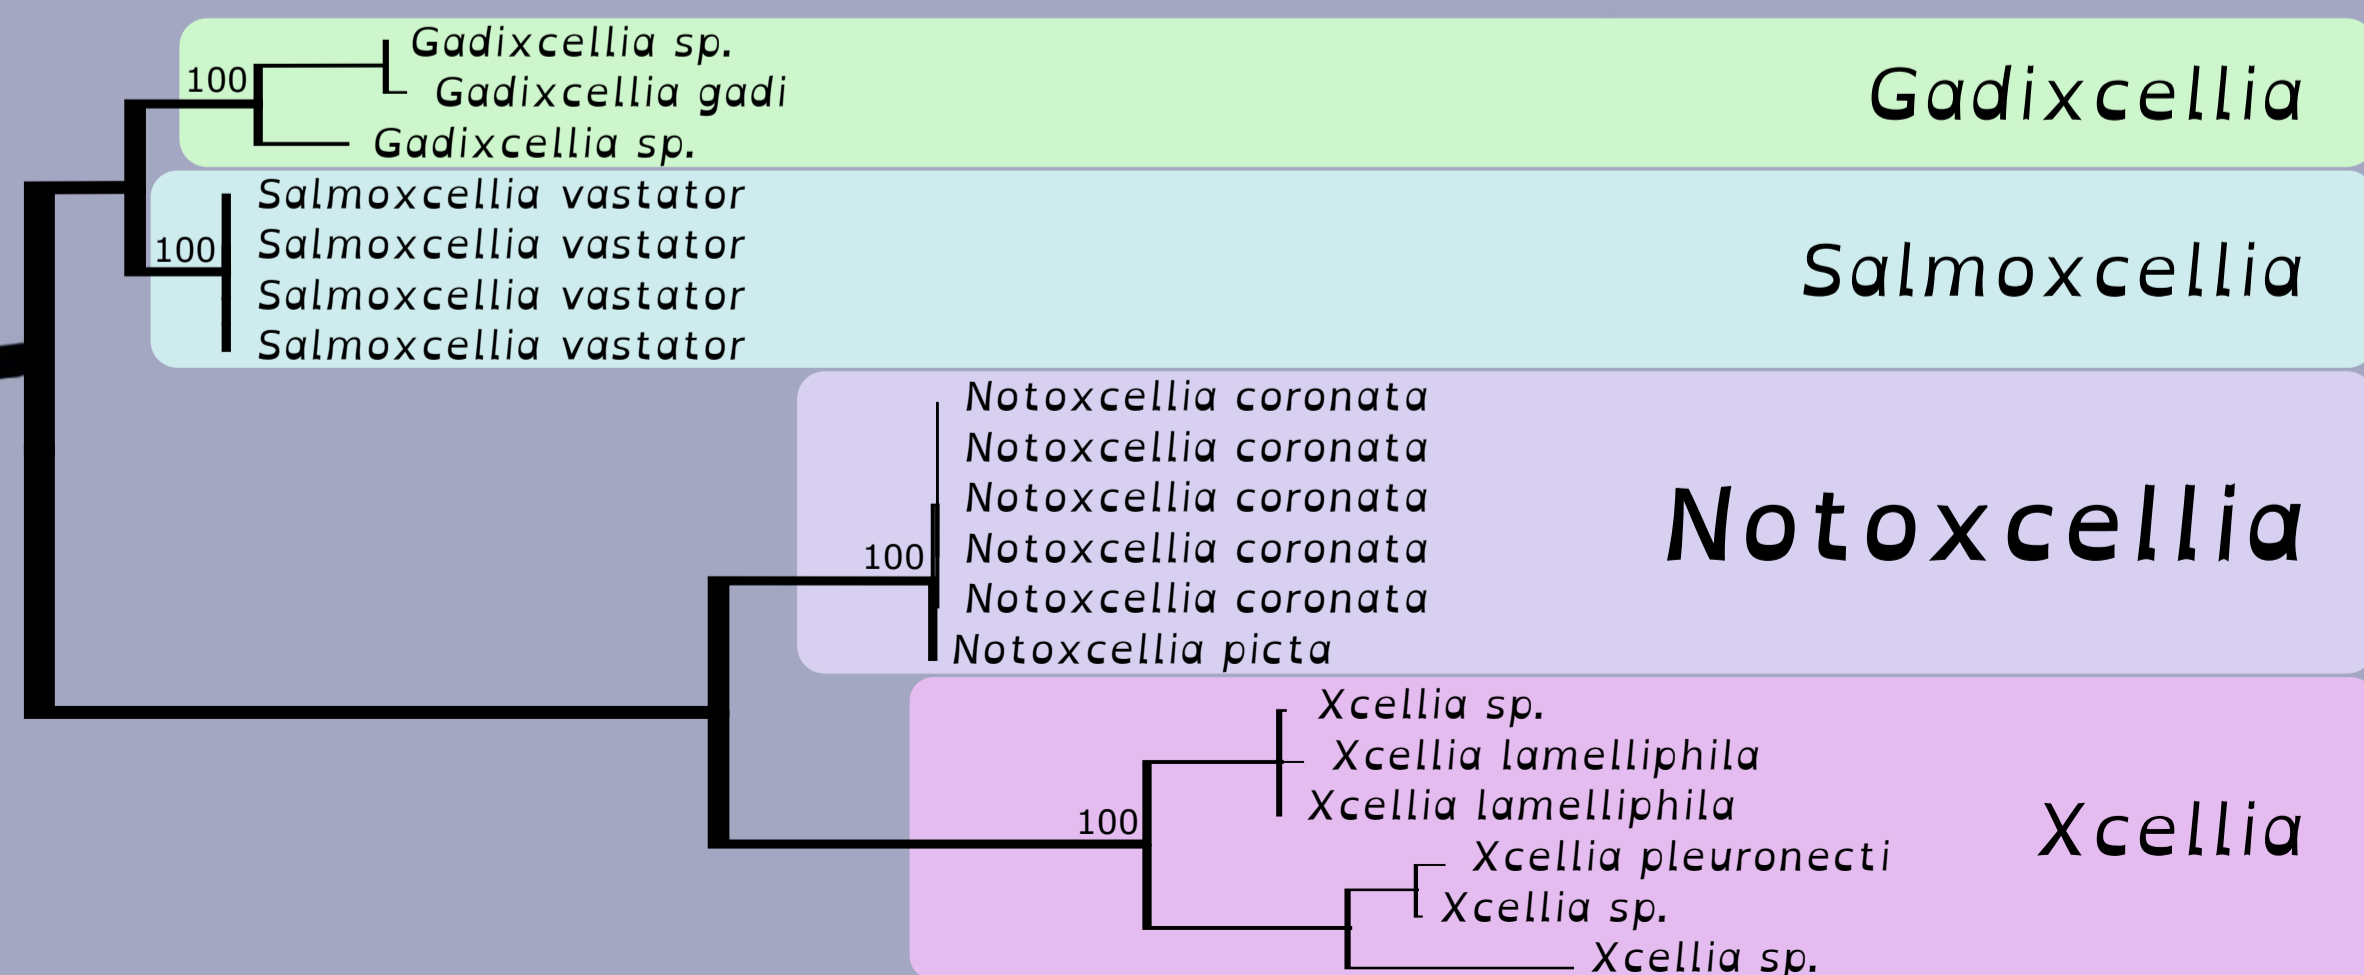 Gadixcellia sp.
100
Gadixcellia gadi
Gadixcellia
Gadixcellia sp.
Salmoxcellia vastator
100
Salmoxcellia vastator
Salmoxcellia
Salmoxcellia vastator
Salmoxcellia vastator
Notoxcellia coronata
Notoxcellia coronata
Notoxcellia coronata
Notoxcellia
100
Notoxcellia coronata
Notoxcellia coronata
Notoxcellia picta
Xcellia sp.
Xcellia lamelliphila
Xcellia lamelliphila
100
Xcellia
Xcellia pleuronecti
Xcellia sp.
Xcellia sp.